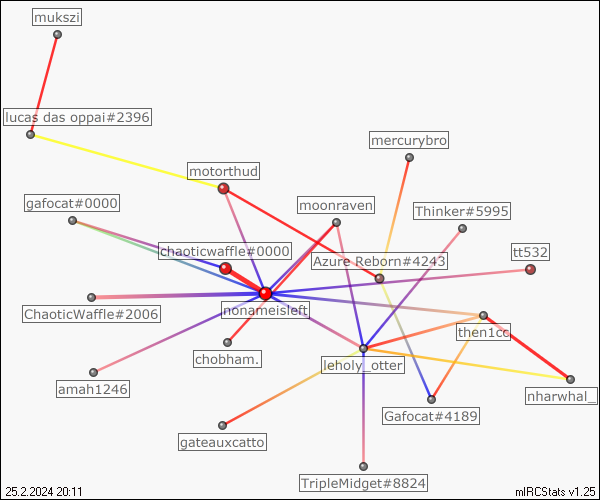 mukszi
lucas das oppai#2396
mercurybro
motorthud
gafocat#0000
moonraven
Thinker#5995
chaoticwaffle#0000
Azure Reborn#4243
tt532
ChaoticWaffle#2006
nonameisleft
then1cc
chobham.
leholy_otter
amah1246
nharwhal_
Gafocat#4189
gateauxcatto
TripleMidget#8824
25.2.2024 20:11
mIRCStats v1.25